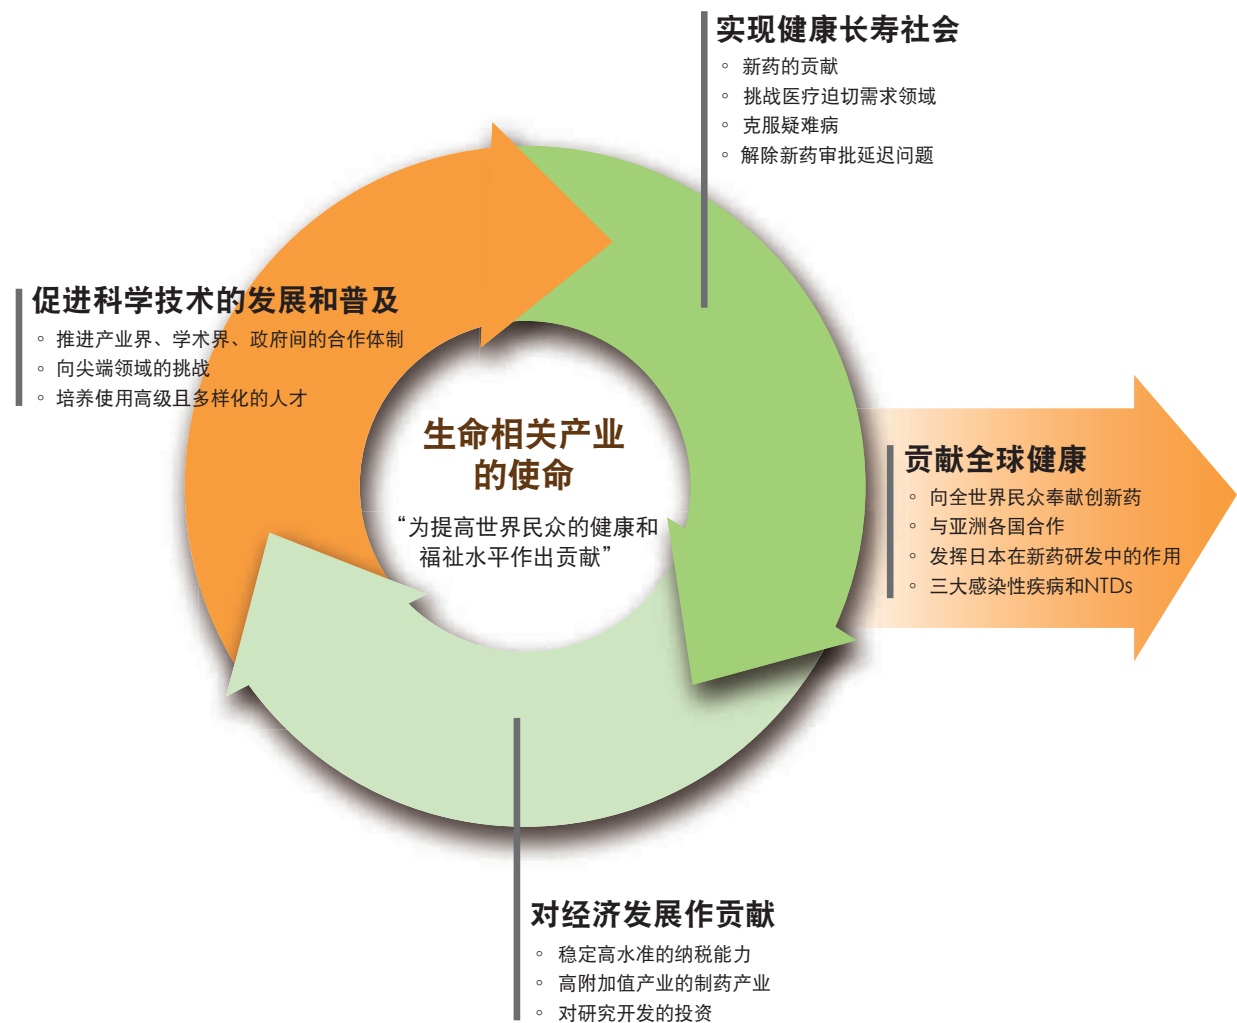 实现健康长寿社会
◦ 新药的贡献
◦ 挑战医疗迫切需求领域
◦ 克服疑难病
◦ 解除新药审批延迟问题
促进科学技术的发展和普及
◦ 推进产业界、学术界、政府间的合作体制
◦ 向尖端领域的挑战
◦ 培养使用高级且多样化的人才
生命相关产业
的使命
“为提高世界民众的健康和
福祉水平作出贡献”
贡献全球健康
◦ 向全世界民众奉献创新药
◦ 与亚洲各国合作
◦ 发挥日本在新药研发中的作用
◦ 三大感染性疾病和NTDs
对经济发展作贡献
◦ 稳定高水准的纳税能力
◦ 高附加值产业的制药产业
◦ 对研究开发的投资